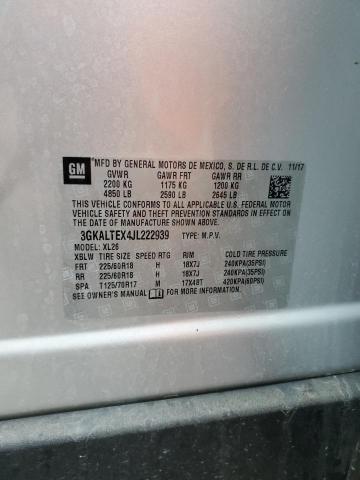 GM
MFD BY GENERAL MOTORS DE MEXICO, S. DE R.L. DE C.V. 11/17
GVWR GAWR FRT GAWR RR
2200 KG 1175 KG 1200 KG
4850 LB 2590 LB 2645 LB
THIS VEHICLE CONFORMS TO ALL APPLICABLE U.S. FEDERAL MOTOR
VEHICLE SAFETY AND THEFT PREVENTION STANDARDS IN EFFECT ON THE
DATE OF MANUFACTURE SHOWN ABOVE.
3GKALTEX4JL222939 TYPE: M.P.V.
MODEL: XL26
XBLW TIRE SIZE SPEED RTG RIM COLD TIRE PRESSURE
FRT 225/60R18 H 18X7J 240KPA(35PSI)
RR 225/60R18 H 18X7J 240KPA(35PSI)
SPA T125/70R17 M 17X4BT 420KPA(60PSI)
SEE OWNER'S MANUAL FOR MORE INFORMATION.